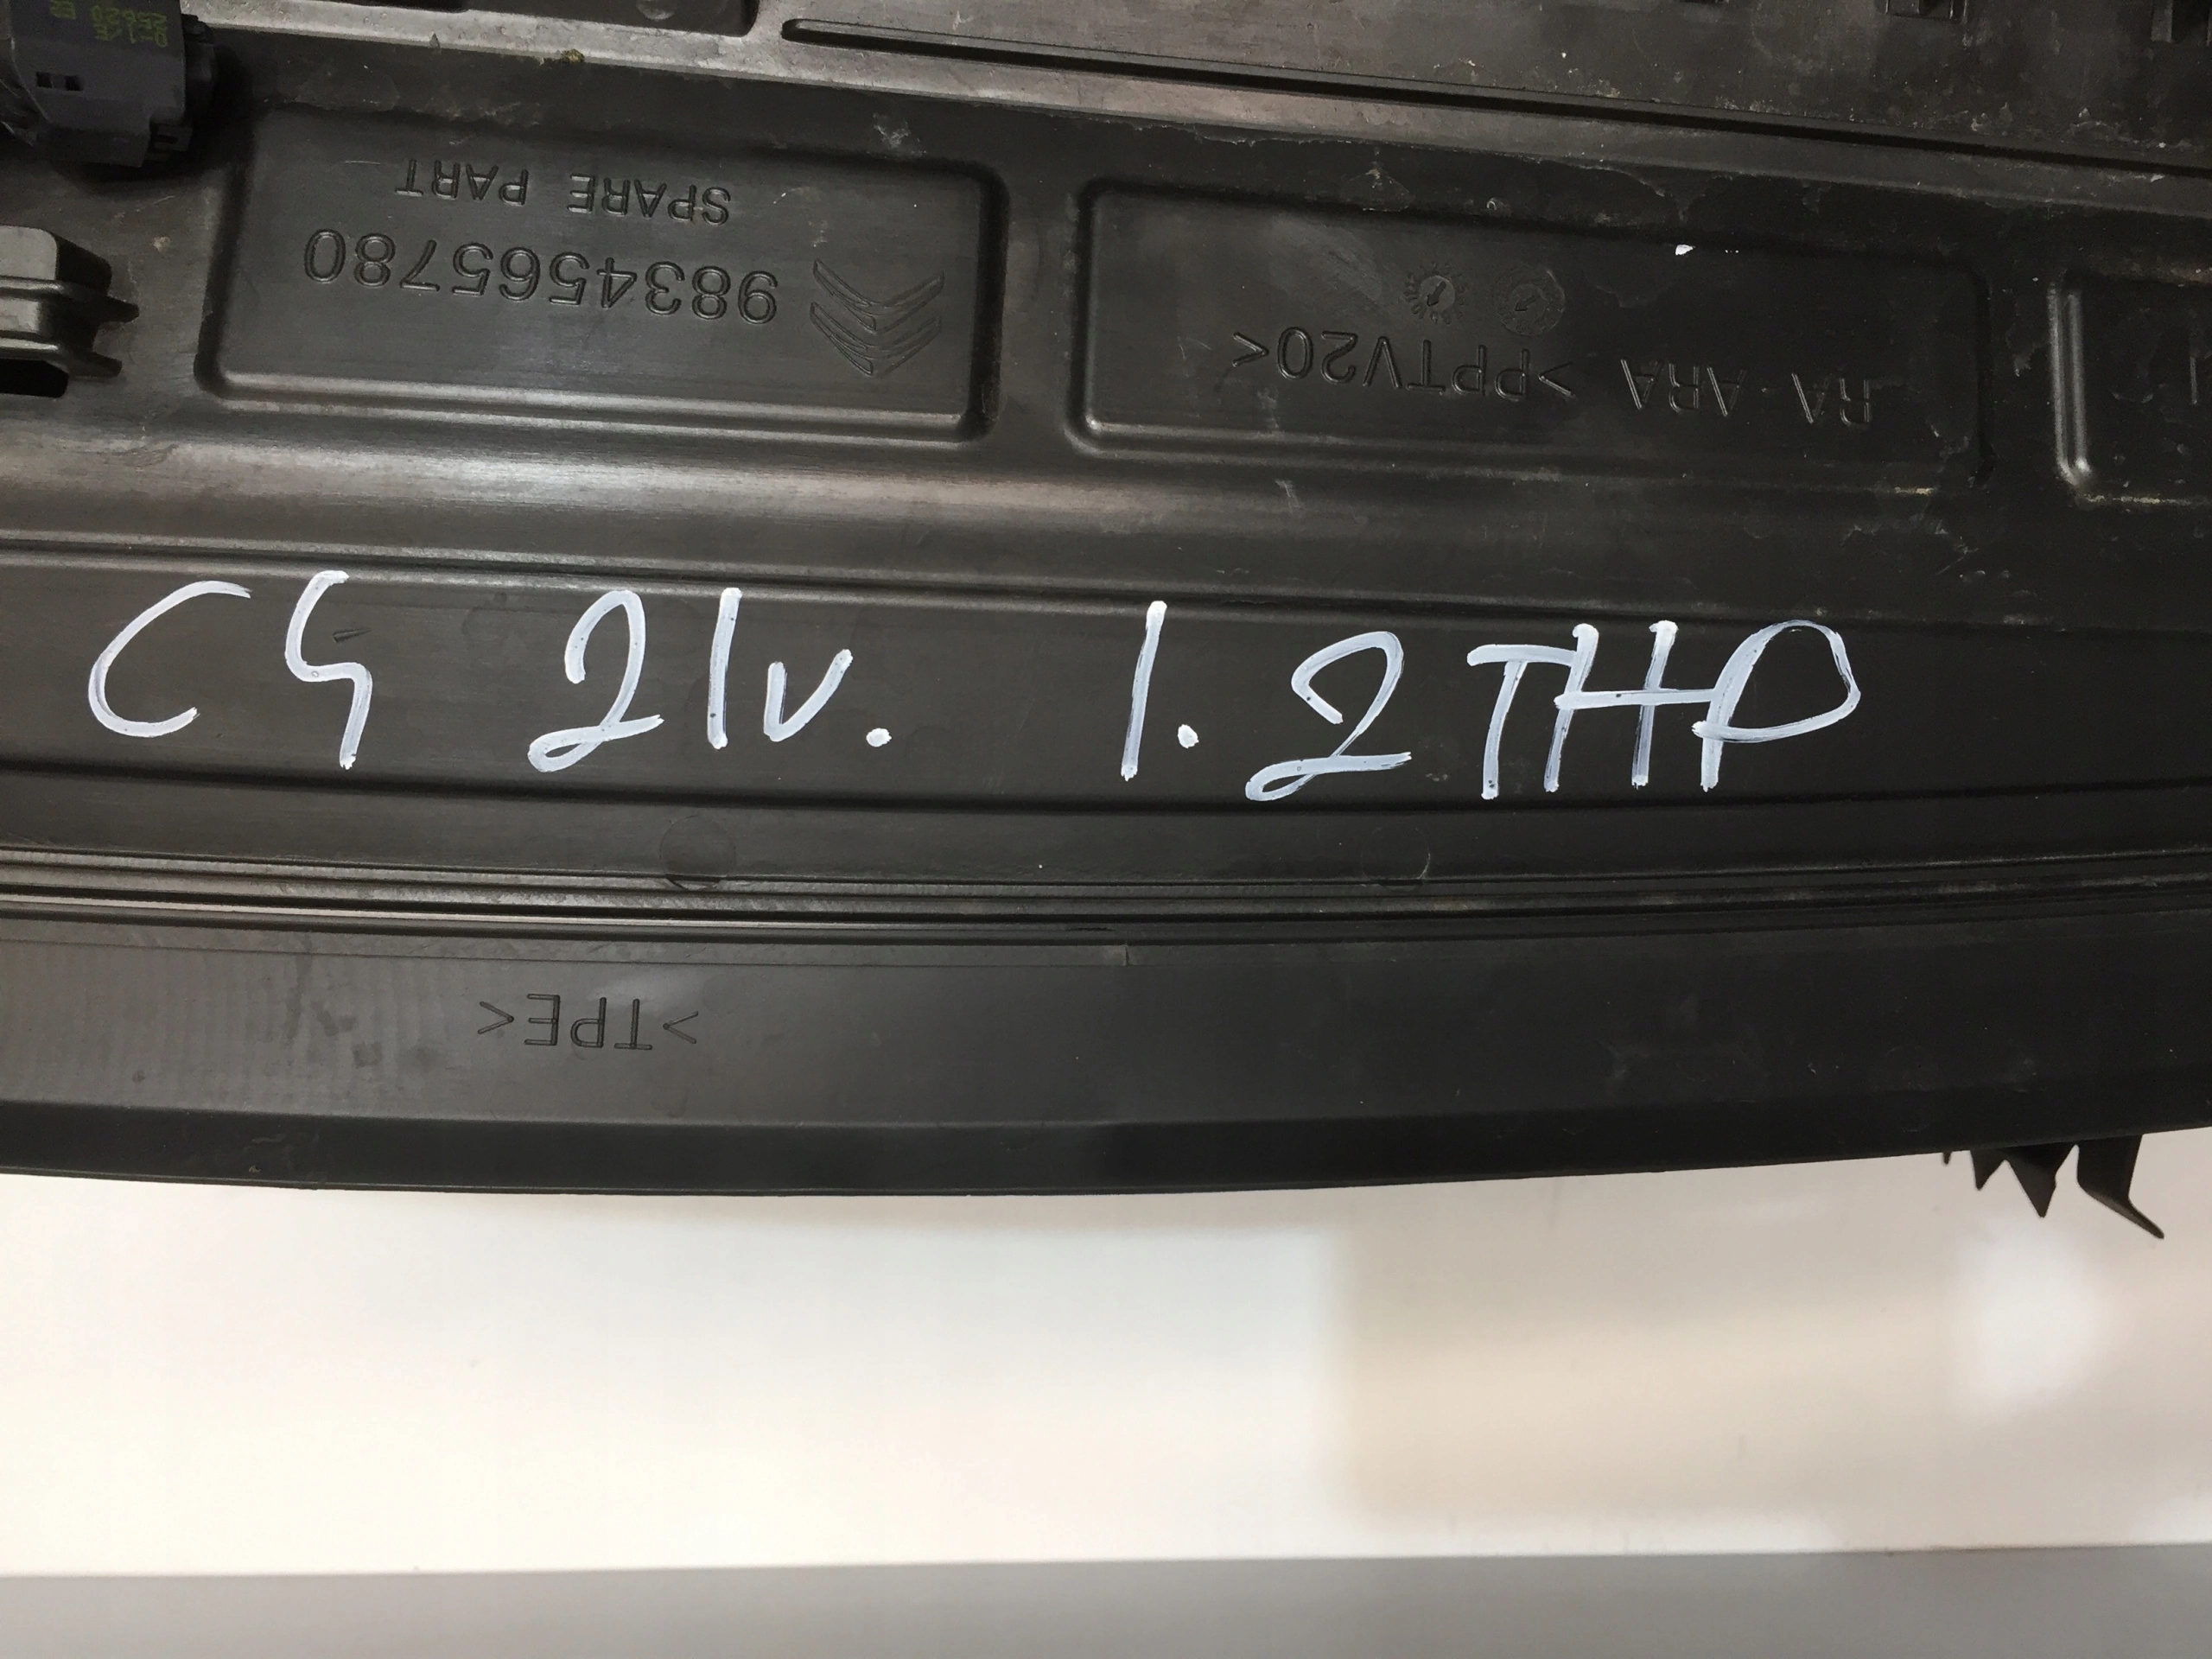 SPARE PART
9834565780
RA-ARA >PPTV20<
C4 21v. 1.2THP
>TPE<